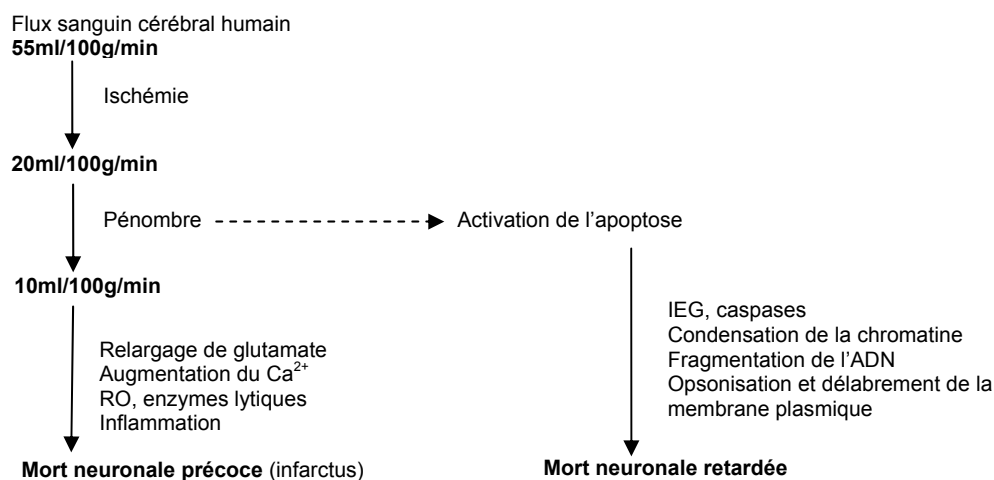 Flux sanguin cérébral humain
55ml/100g/min
Ischémie
20ml/100g/min
Pénombre
Activation de l’apoptose
10ml/100g/min
Relargage de glutamate
Augmentation du Ca²⁺
RO, enzymes lytiques
Inflammation
IEG, caspases
Condensation de la chromatine
Fragmentation de l’ADN
Opsonisation et délabrement de la
membrane plasmique
Mort neuronale précoce (infarctus)
Mort neuronale retardée